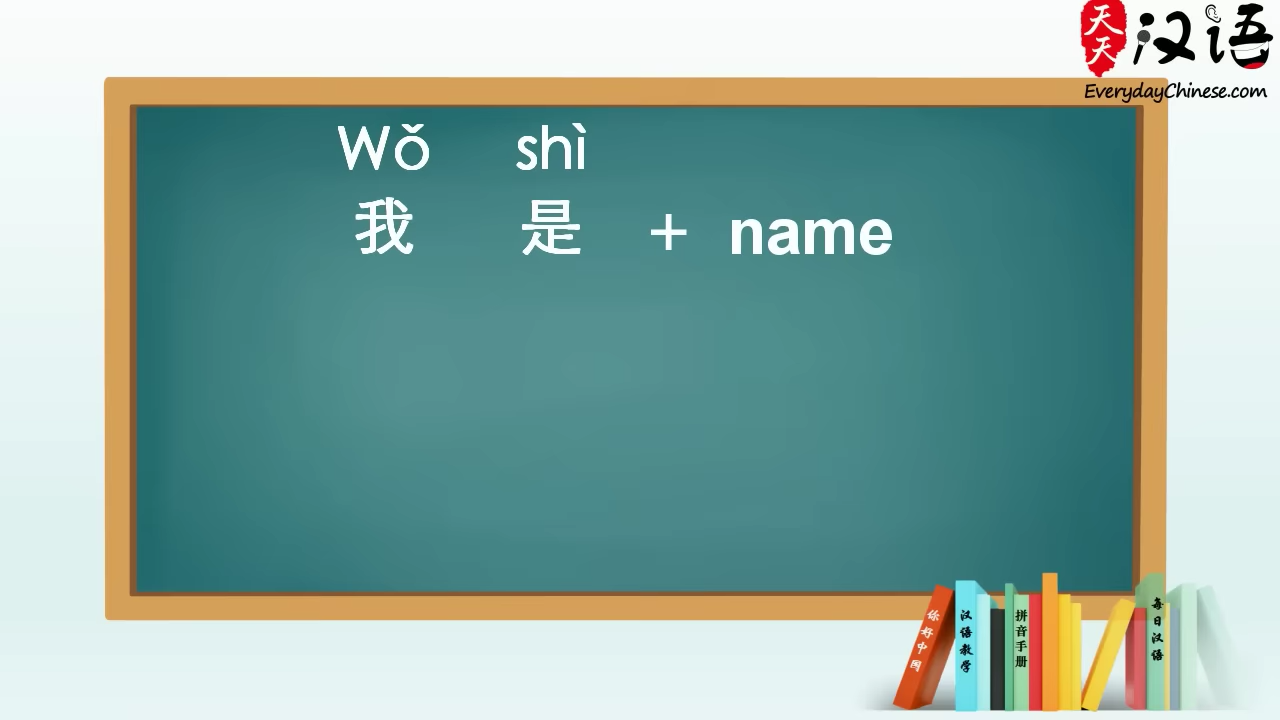 天天汉语
EverydayChinese.com
Wǒ shì
我 是 + name
你好中国
汉语教学
拼音手册
每日汉语